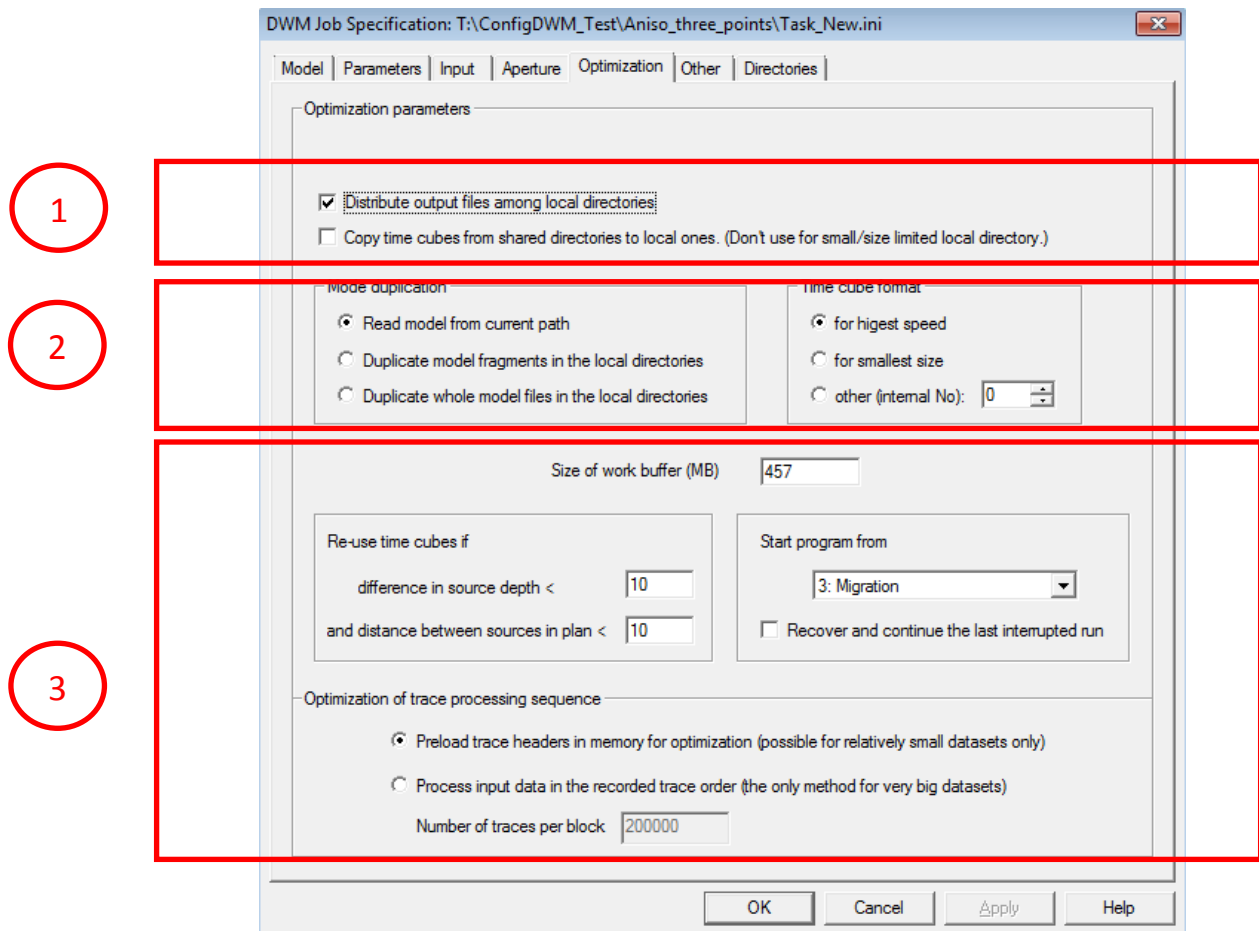 DWM Job Specification: T:\ConfigDWM_Test\Aniso_three_points\Task_New.ini
Model Parameters Input Aperture Optimization Other Directories
Optimization parameters
1
Distribute output files among local directories
Copy time cubes from shared directories to local ones. (Don't use for small/size limited local directory.)
2
Mode duplication
Read model from current path
Duplicate model fragments in the local directories
Duplicate whole model files in the local directories
Time cube format
for higest speed
for smallest size
other (internal No): 0
3
Size of work buffer (MB) 457
Re-use time cubes if
difference in source depth < 10
and distance between sources in plan < 10
Start program from
3: Migration
Recover and continue the last interrupted run
Optimization of trace processing sequence
Preload trace headers in memory for optimization (possible for relatively small datasets only)
Process input data in the recorded trace order (the only method for very big datasets)
Number of traces per block 200000
OK Cancel Apply Help